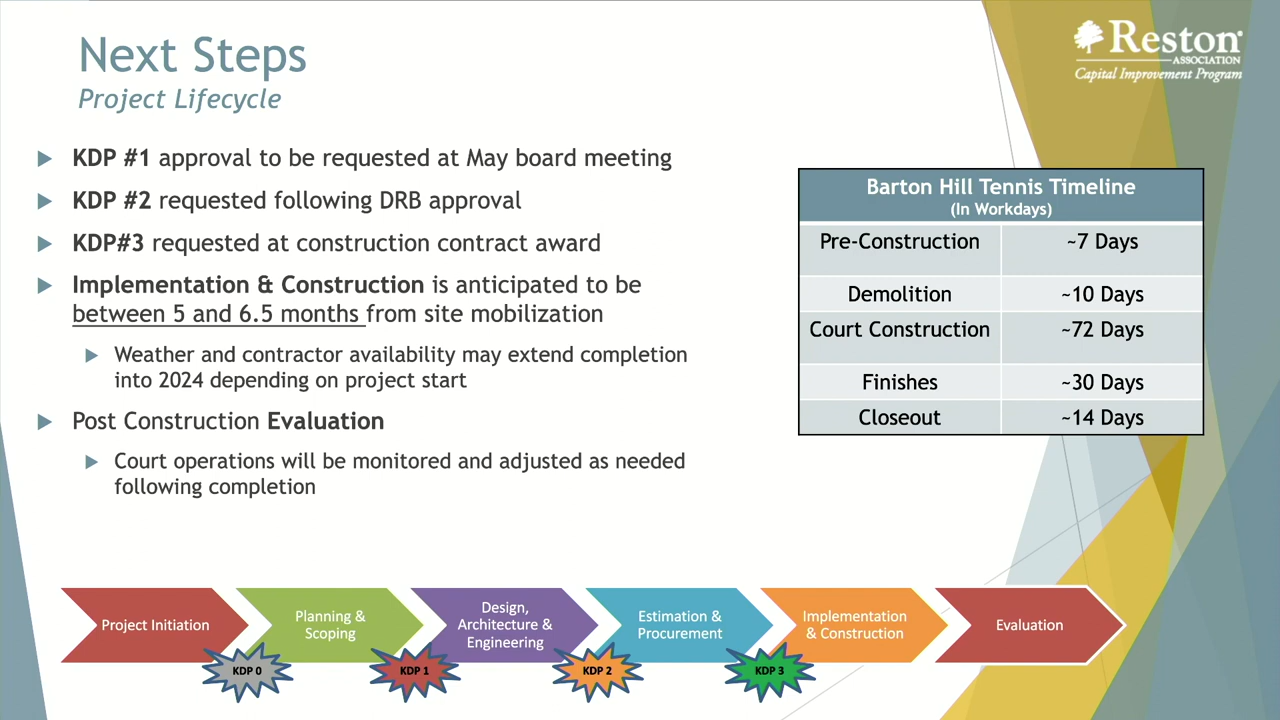 Next Steps
Project Lifecycle
Reston®
ASSOCIATION
Capital Improvement Program
KDP #1 approval to be requested at May board meeting
KDP #2 requested following DRB approval
KDP#3 requested at construction contract award
Implementation & Construction is anticipated to be
between 5 and 6.5 months from site mobilization
Weather and contractor availability may extend completion
into 2024 depending on project start
Post Construction Evaluation
Court operations will be monitored and adjusted as needed
following completion
Barton Hill Tennis Timeline
(In Workdays)
Pre-Construction ~7 Days
Demolition ~10 Days
Court Construction ~72 Days
Finishes ~30 Days
Closeout ~14 Days
Project Initiation
Planning &
Scoping
Design,
Architecture &
Engineering
Estimation &
Procurement
Implementation
& Construction
Evaluation
KDP 0
KDP 1
KDP 2
KDP 3